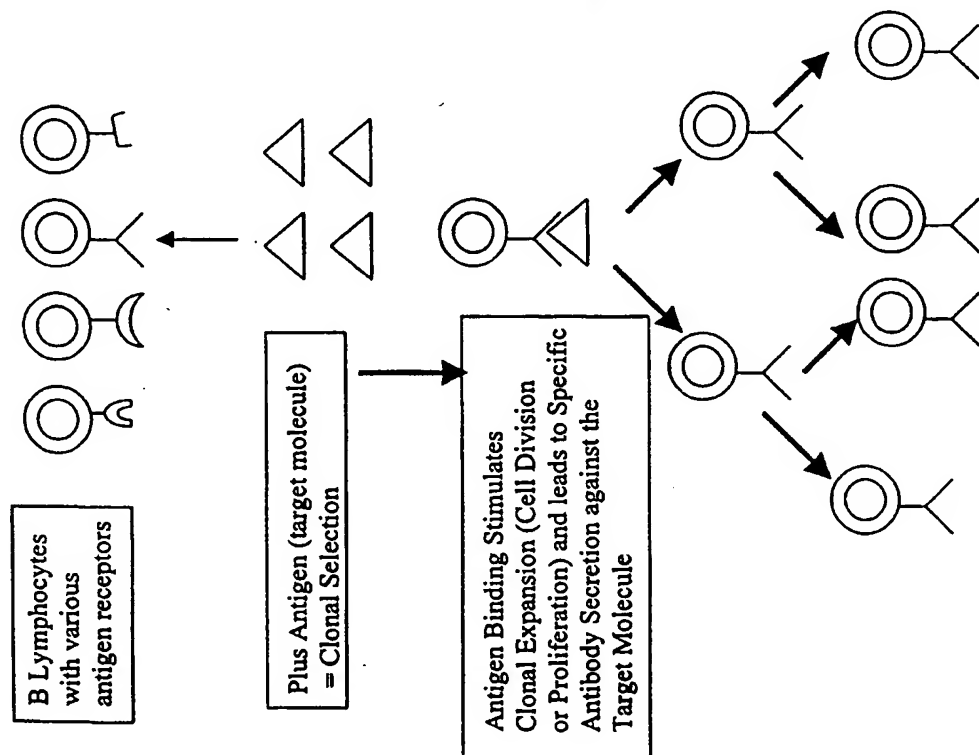 B Lymphocytes
with various
antigen receptors
Plus Antigen (target molecule)
= Clonal Selection
Antigen Binding Stimulates
Clonal Expansion (Cell Division
or Proliferation) and leads to Specific
Antibody Secretion against the
Target Molecule